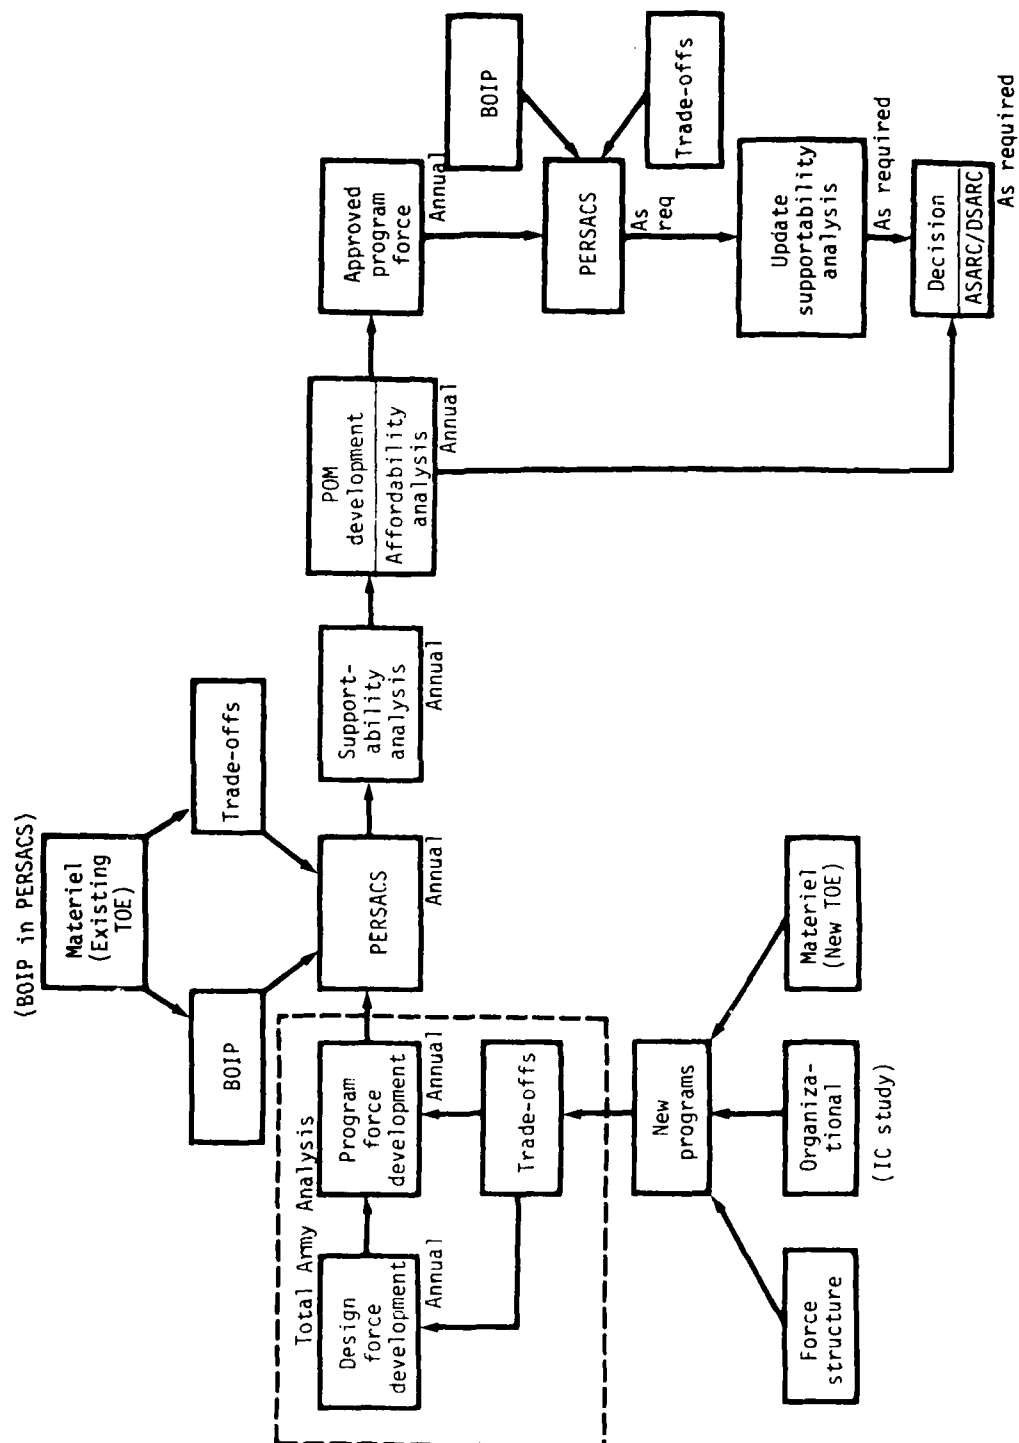 (BOIP in PERSACS)
Materiel
(Existing
TOE)
BOIP
Trade-offs
Total Army Analysis
Design
force
development
Annual
Program
force
development
Annual
PERSACS
Annual
Support-
ability
analysis
Annual
POM
development
Affordability
analysis
Annual
Approved
program
force
Annual
Trade-offs
BOIP
PERSACS
As
req
Trade-offs
New
programs
Update
supportability
analysis
As required
Force
structure
Organiza-
tional
(IC study)
Materiel
(New TOE)
Decision
ASARC/DSARC
As required